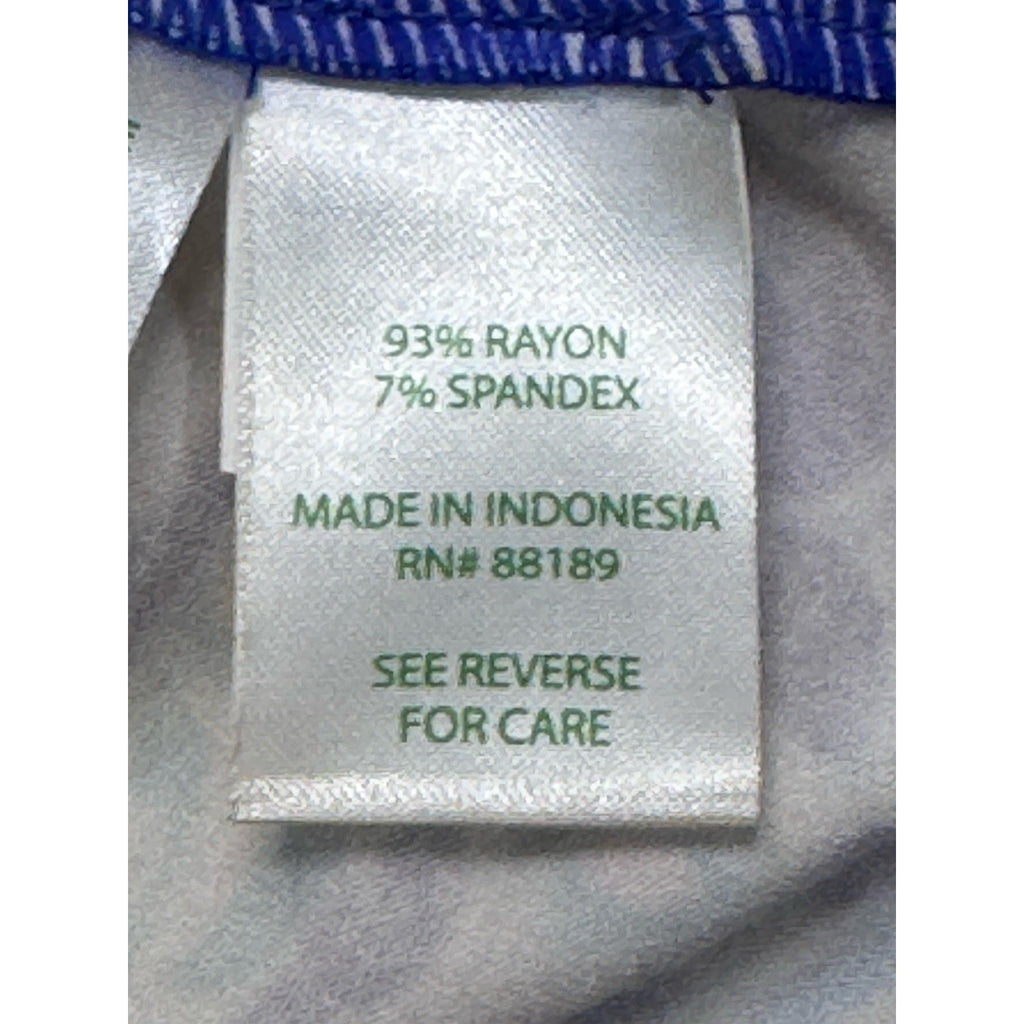 93% RAYON
7% SPANDEX
MADE IN INDONESIA
RN# 88189
SEE REVERSE
FOR CARE